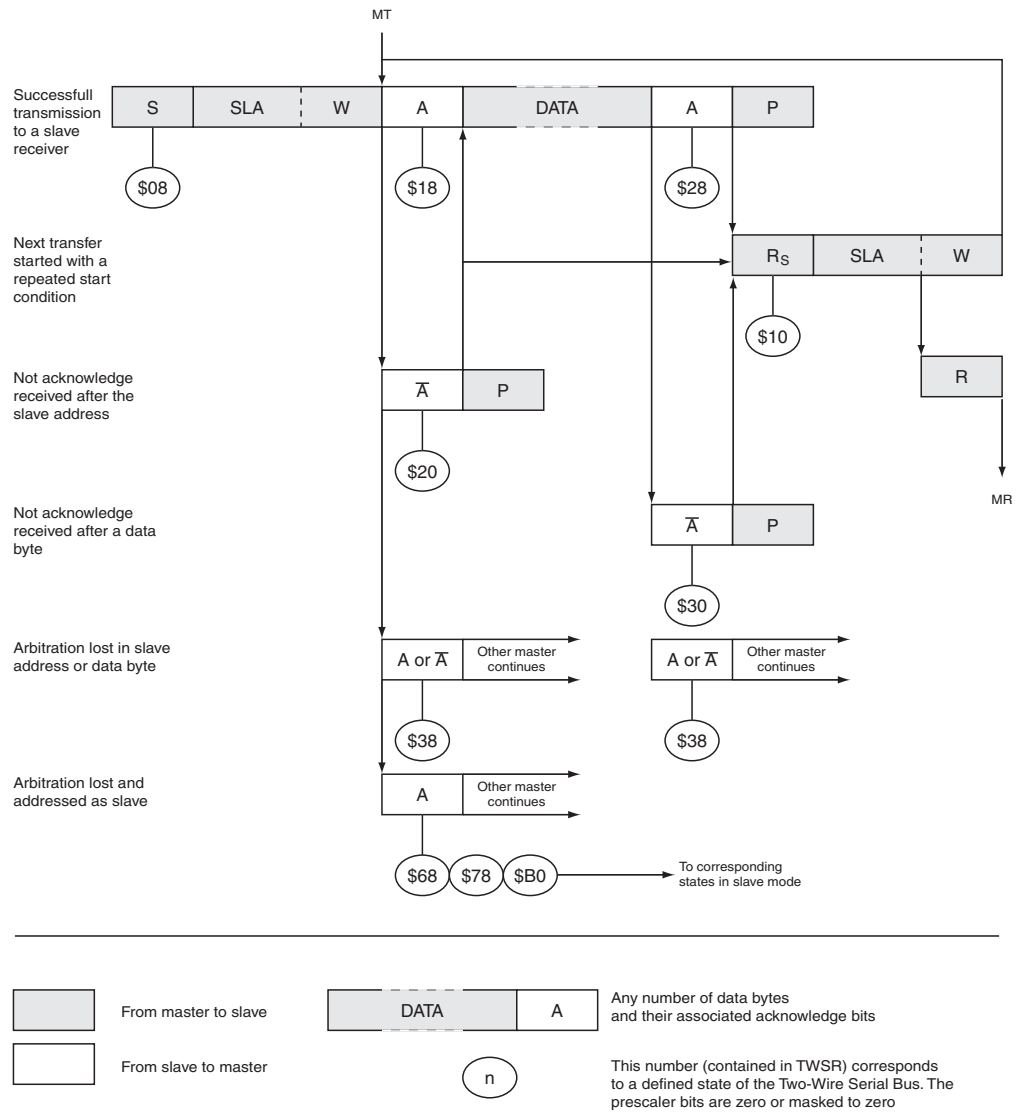 MT
Successfull
transmission
to a slave
receiver
S SLA W A DATA A P
$08 $18 $28
Next transfer
started with a
repeated start
condition
RS SLA W
$10
Not acknowledge
received after the
slave address
A̅ P
R
$20
MR
Not acknowledge
received after a data
byte
A̅ P
$30
Arbitration lost in slave
address or data byte
A or A̅
Other master
continues
A or A̅
Other master
continues
$38 $38
Arbitration lost and
addressed as slave
A
Other master
continues
$68 $78 $B0
To corresponding
states in slave mode
From master to slave
DATA A
Any number of data bytes
and their associated acknowledge bits
From slave to master
n
This number (contained in TWSR) corresponds
to a defined state of the Two-Wire Serial Bus. The
prescaler bits are zero or masked to zero